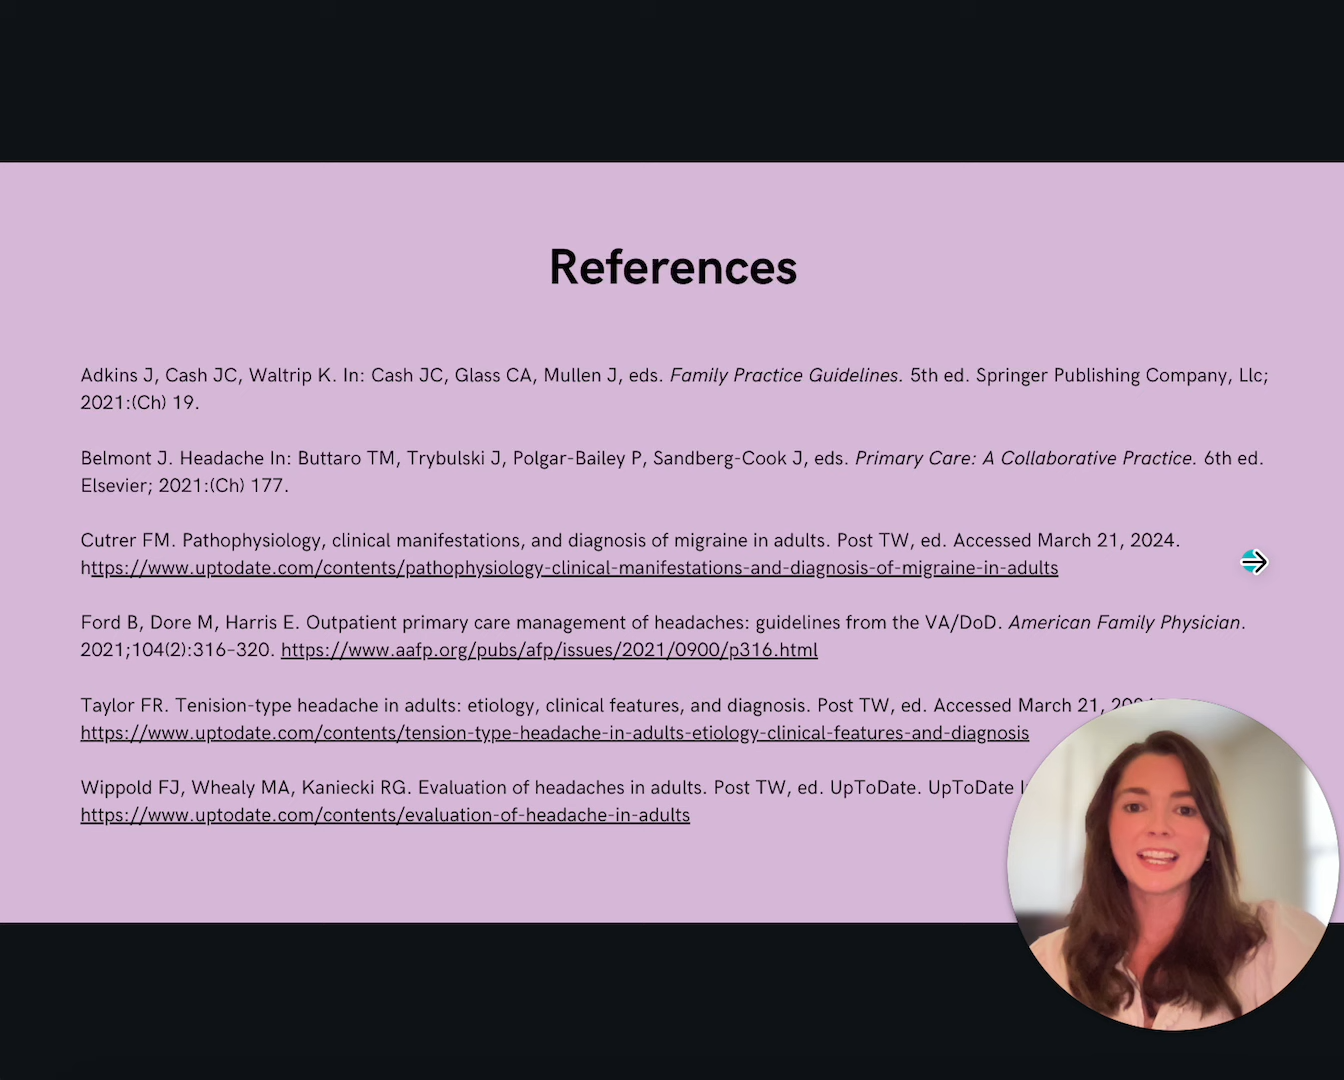 References
Adkins J, Cash JC, Waltrip K. In: Cash JC, Glass CA, Mullen J, eds. Family Practice Guidelines. 5th ed. Springer Publishing Company, Llc;
2021:(Ch) 19.
Belmont J. Headache In: Buttaro TM, Trybulski J, Polgar-Bailey P, Sandberg-Cook J, eds. Primary Care: A Collaborative Practice. 6th ed.
Elsevier; 2021:(Ch) 177.
Cutrer FM. Pathophysiology, clinical manifestations, and diagnosis of migraine in adults. Post TW, ed. Accessed March 21, 2024.
https://www.uptodate.com/contents/pathophysiology-clinical-manifestations-and-diagnosis-of-migraine-in-adults
Ford B, Dore M, Harris E. Outpatient primary care management of headaches: guidelines from the VA/DoD. American Family Physician.
2021;104(2):316–320. https://www.aafp.org/pubs/afp/issues/2021/0900/p316.html
Taylor FR. Tenision-type headache in adults: etiology, clinical features, and diagnosis. Post TW, ed. Accessed March 21,
https://www.uptodate.com/contents/tension-type-headache-in-adults-etiology-clinical-features-and-diagnosis
Wippold FJ, Whealy MA, Kaniecki RG. Evaluation of headaches in adults. Post TW, ed. UpToDate. UpToDate
https://www.uptodate.com/contents/evaluation-of-headache-in-adults